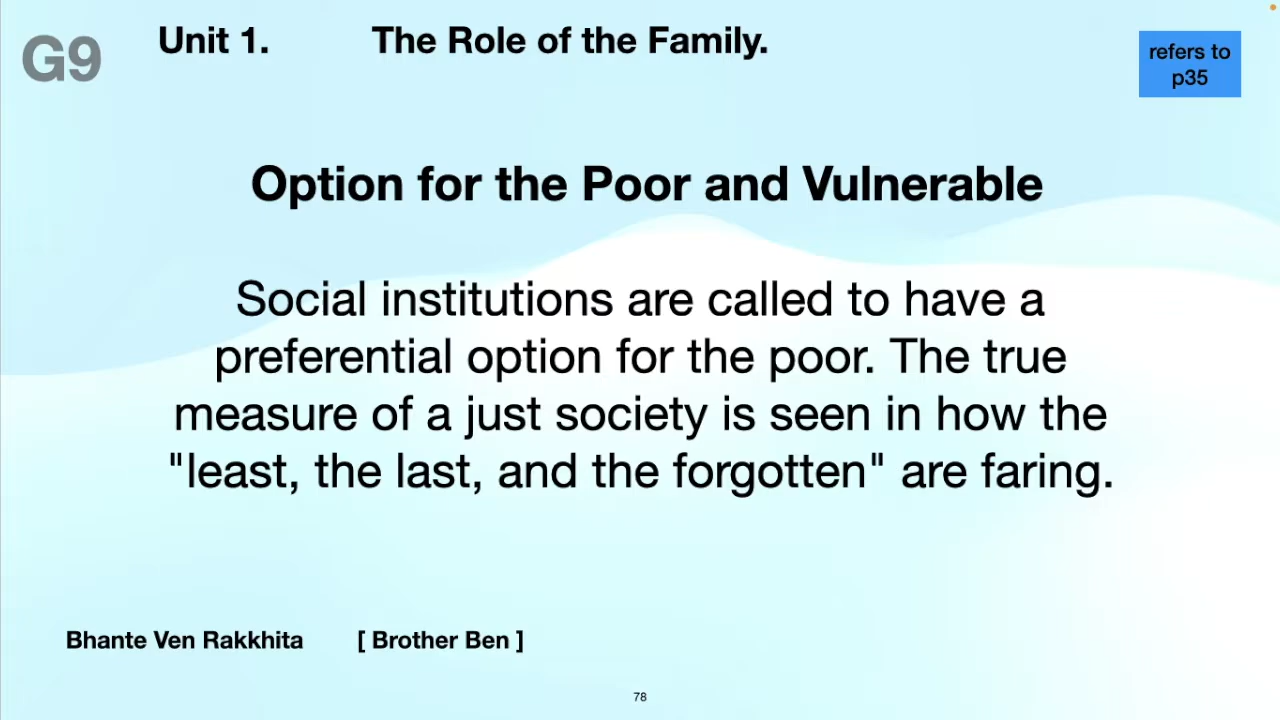 G9
Unit 1. The Role of the Family.
refers to
p35
Option for the Poor and Vulnerable
Social institutions are called to have a
preferential option for the poor. The true
measure of a just society is seen in how the
"least, the last, and the forgotten" are faring.
Bhante Ven Rakkhita [ Brother Ben ]
78